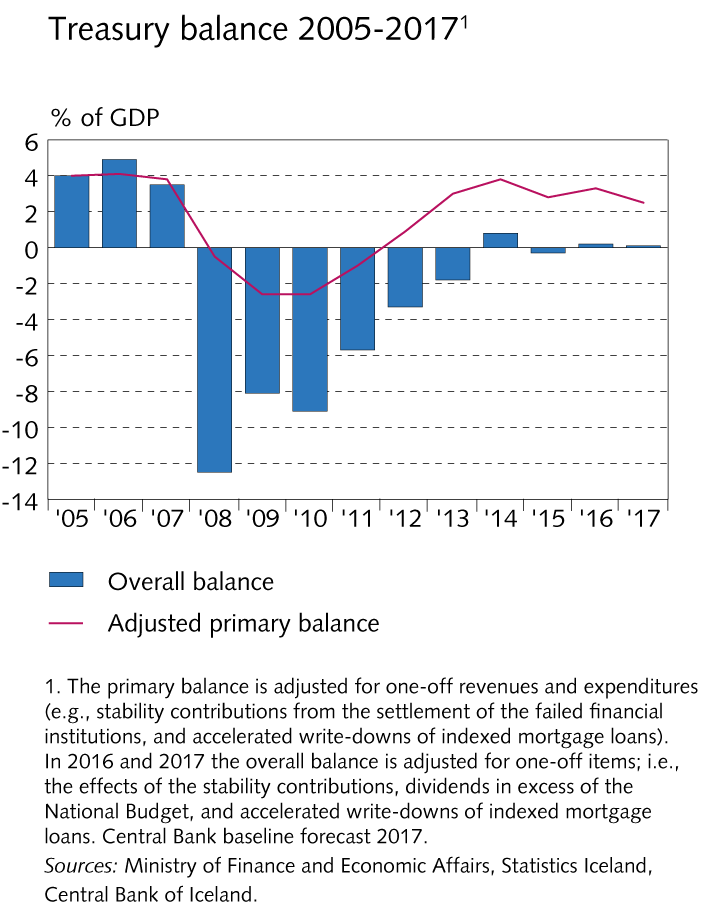 Treasury balance 2005-2017¹
% of GDP
6
4
2
0
-2
-4
-6
-8
-10
-12
-14
'05 '06 '07 '08 '09 '10 '11 '12 '13 '14 '15 '16 '17
Overall balance
Adjusted primary balance
1. The primary balance is adjusted for one-off revenues and expenditures
(e.g., stability contributions from the settlement of the failed financial
institutions, and accelerated write-downs of indexed mortgage loans).
In 2016 and 2017 the overall balance is adjusted for one-off items; i.e.,
the effects of the stability contributions, dividends in excess of the
National Budget, and accelerated write-downs of indexed mortgage
loans. Central Bank baseline forecast 2017.
Sources: Ministry of Finance and Economic Affairs, Statistics Iceland,
Central Bank of Iceland.